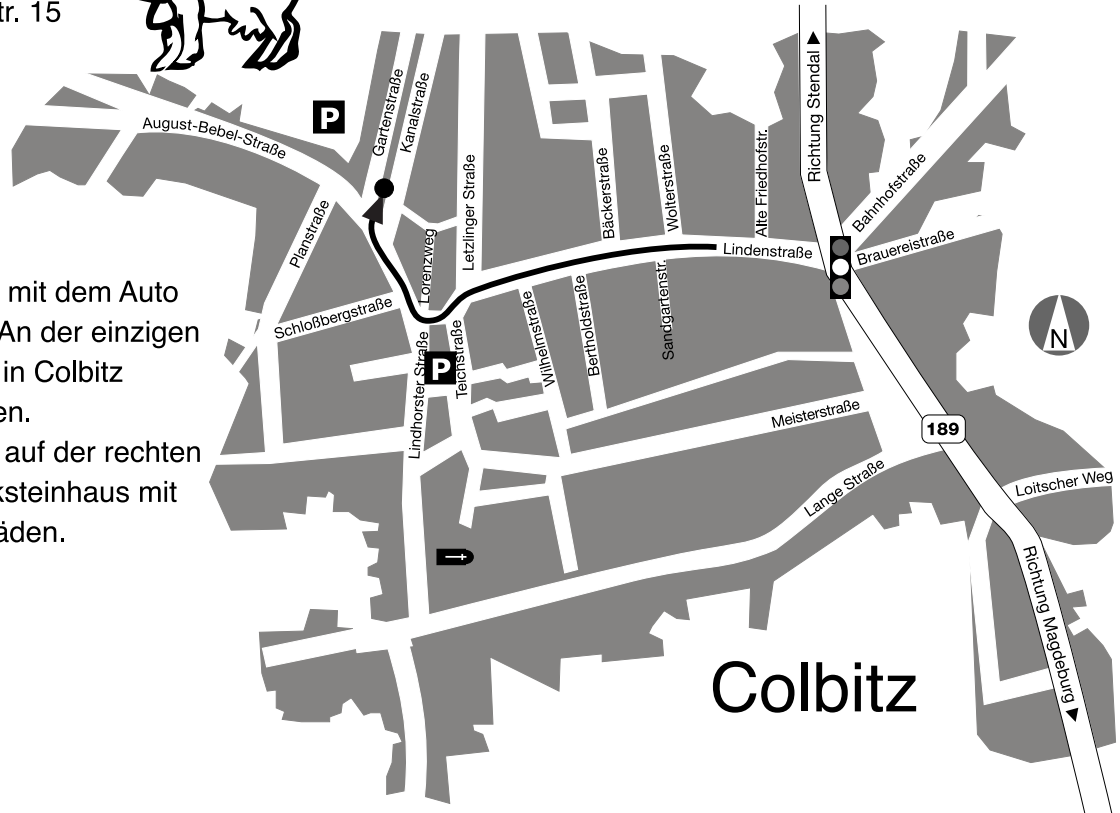 tr. 15
mit dem Auto
An der einzigen
in Colbitz
en.
auf der rechten
ksteinhaus mit
äden.
P
August-Bebel-Straße
Gartenstraße
Kanalstraße
Letzlinger Straße
Bäckerstraße
Wolterstraße
Alte Friedhofstr.
Richtung Stendal
Bahnhofstraße
Brauereistraße
Lindenstraße
Planstraße
Lorenzweg
Schloßbergstraße
Lindhorster Straße
P
Teichstraße
Wilhelmstraße
Bertholdstraße
Sandgartenstr.
N
Meisterstraße
189
Lange Straße
Loitscher Weg
Richtung Magdeburg
Colbitz